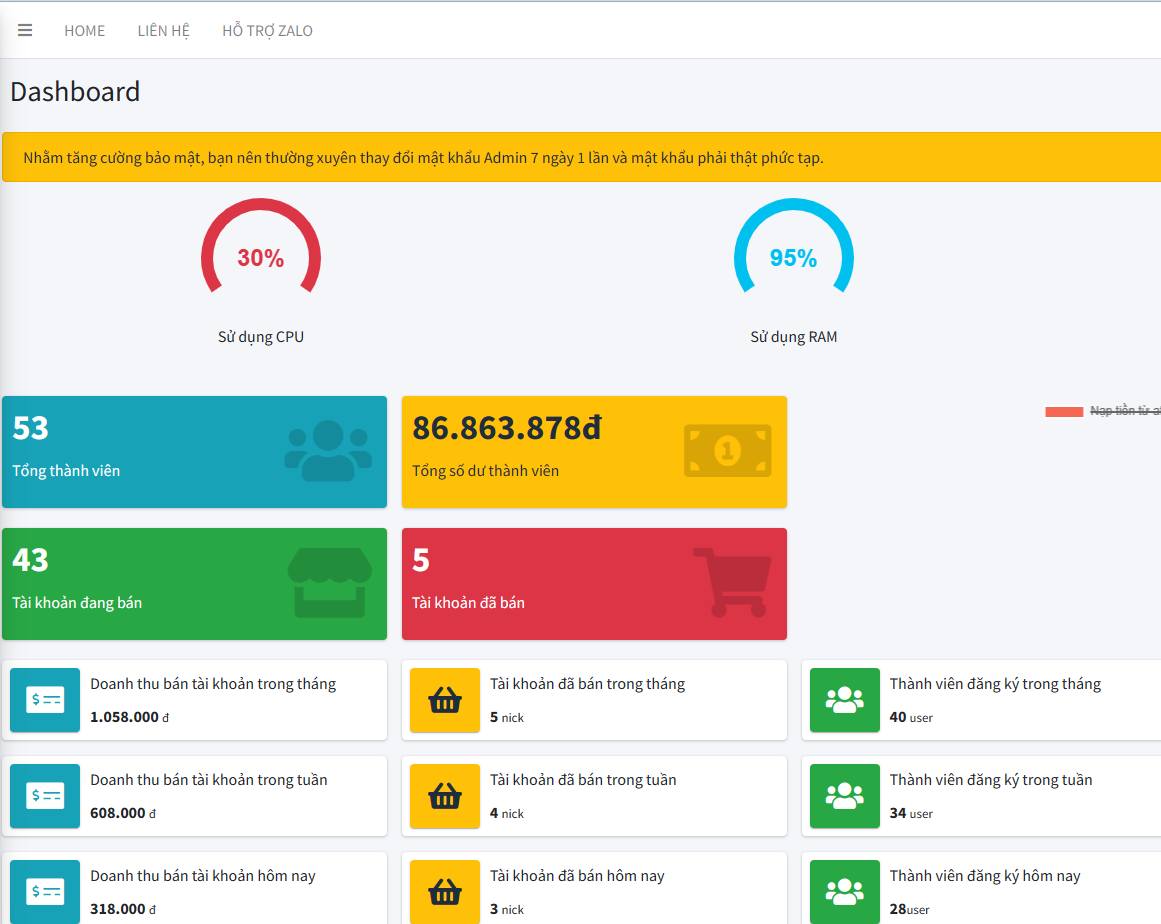 HOME LIÊN HỆ HỖ TRỢ ZALO
Dashboard
Nhằm tăng cường bảo mật, bạn nên thường xuyên thay đổi mật khẩu Admin 7 ngày 1 lần và mật khẩu phải thật phức tạp.
30%
Sử dụng CPU
95%
Sử dụng RAM
53
Tổng thành viên
86.863.878đ
1
Tổng số dư thành viên
Nạp tiền từ
43
Tài khoản đang bán
5
Tài khoản đã bán
Doanh thu bán tài khoản trong tháng
1.058.000 đ
Tài khoản đã bán trong tháng
5 nick
Thành viên đăng ký trong tháng
40 user
Doanh thu bán tài khoản trong tuần
608.000 đ
Tài khoản đã bán trong tuần
4 nick
Thành viên đăng ký trong tuần
34 user
Doanh thu bán tài khoản hôm nay
318.000 đ
Tài khoản đã bán hôm nay
3 nick
Thành viên đăng ký hôm nay
28user